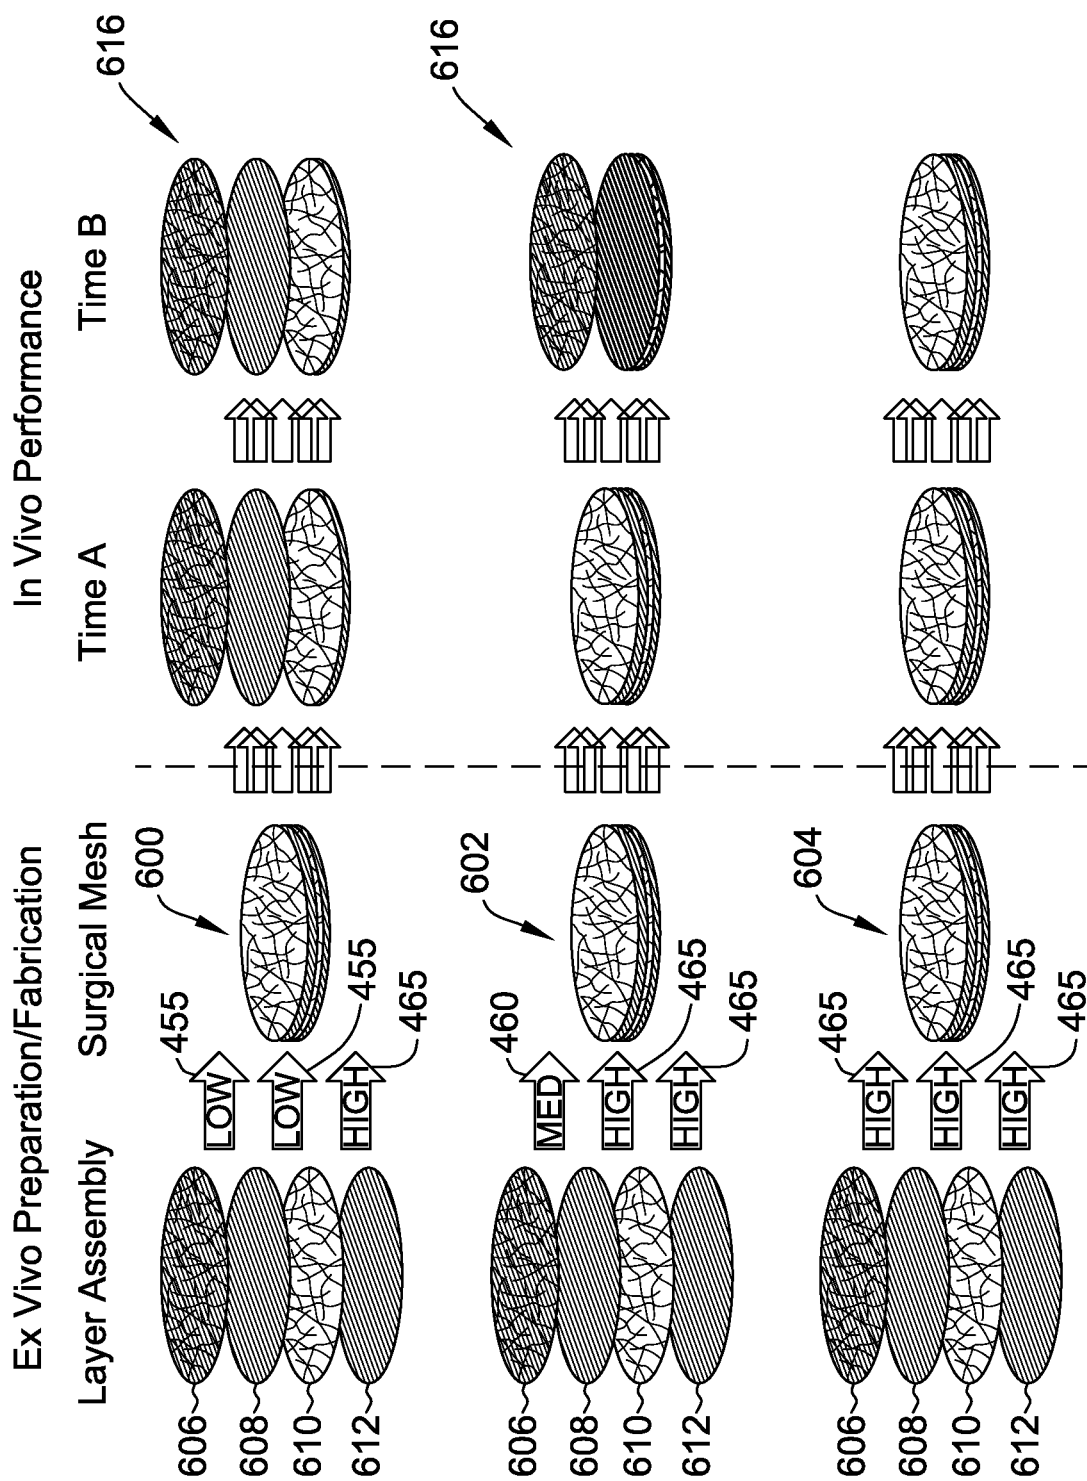 Ex Vivo Preparation/Fabrication
In Vivo Performance
Layer Assembly
Surgical Mesh
Time A
Time B
606
608
610
612
455
LOW
LOW
HIGH
455
465
600
616
606
608
610
612
460
MED
HIGH
HIGH
465
465
602
616
606
608
610
612
465
HIGH
HIGH
HIGH
465
465
604